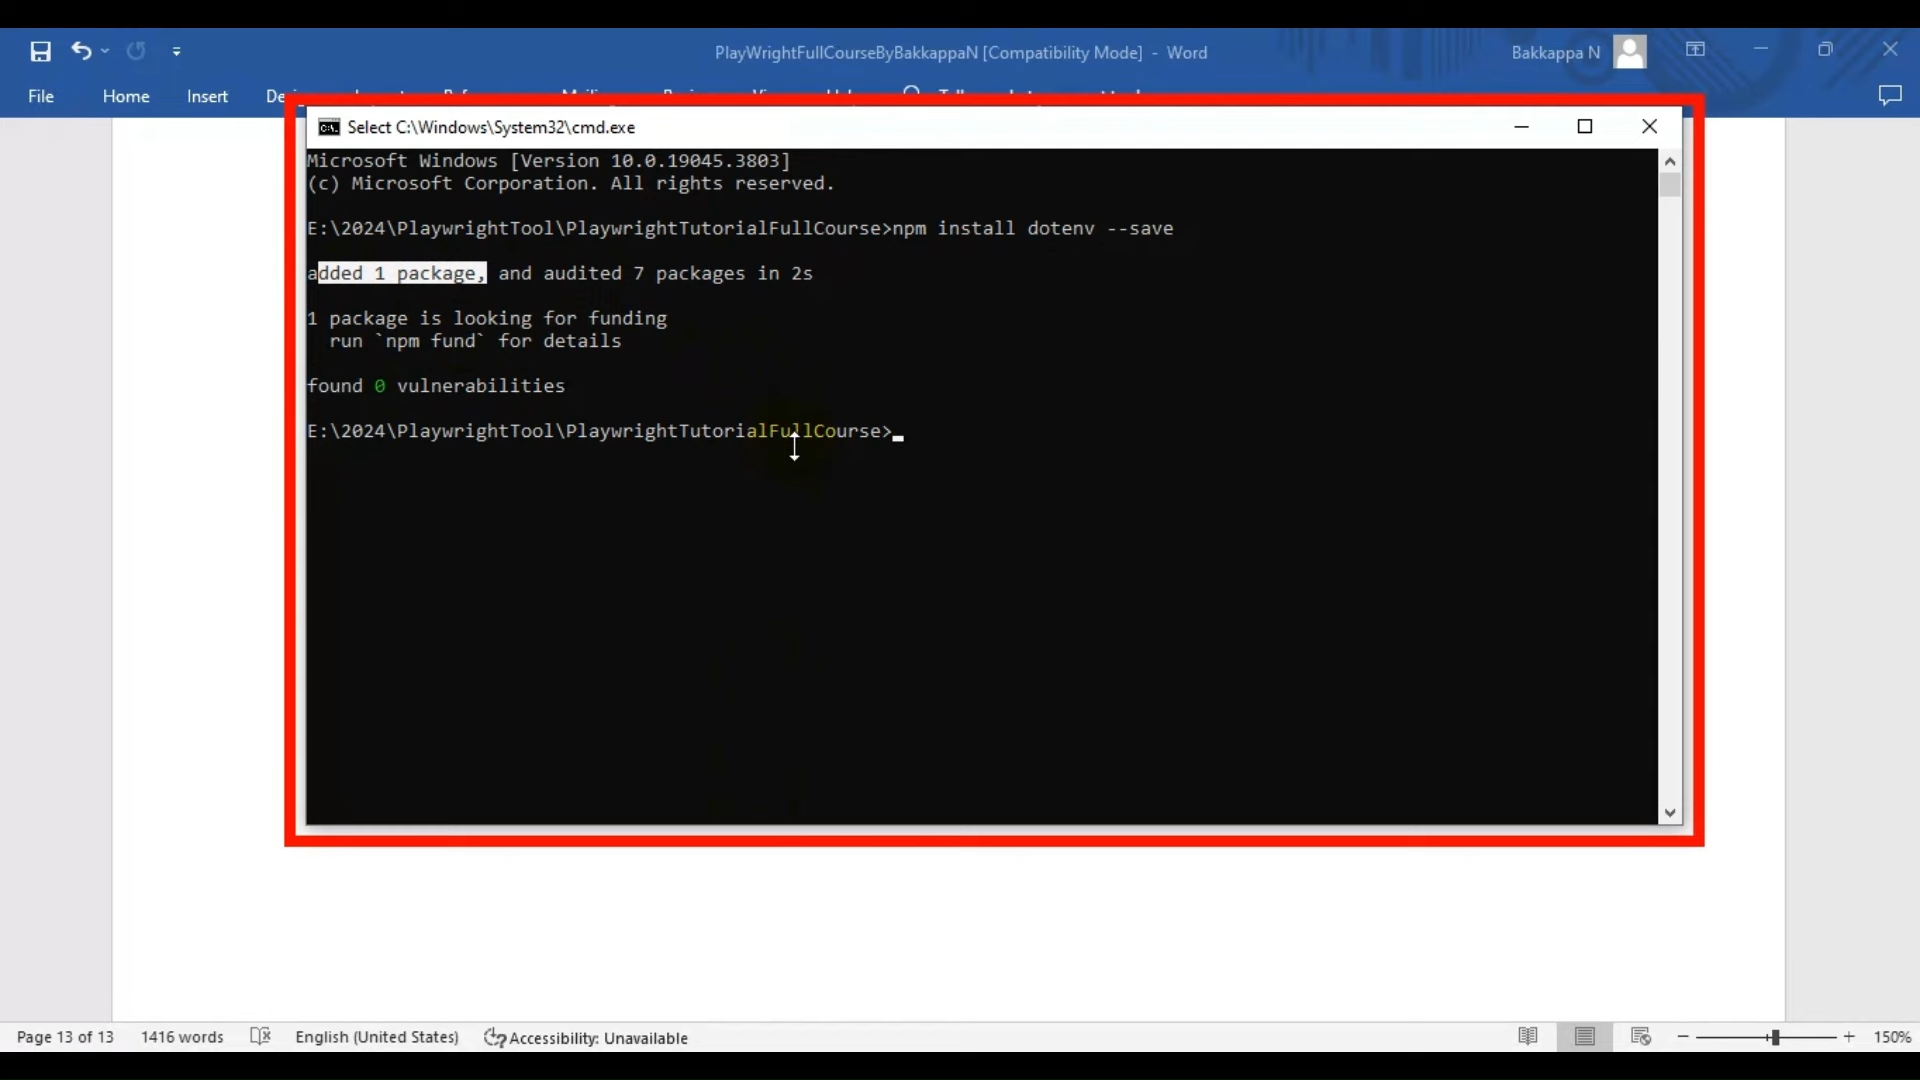 PlayWrightFullCourseByBakkappaN [Compatibility Mode] - Word
Bakkappa N
File Home Insert
Select C:\Windows\System32\cmd.exe
Microsoft Windows [Version 10.0.19045.3803]
(c) Microsoft Corporation. All rights reserved.
E:\2024\PlaywrightTool\PlaywrightTutorialFullCourse>npm install dotenv --save
added 1 package, and audited 7 packages in 2s
1 package is looking for funding
run `npm fund` for details
found 0 vulnerabilities
E:\2024\PlaywrightTool\PlaywrightTutorialFullCourse>
Page 13 of 13 1416 words English (United States) Accessibility: Unavailable 150%